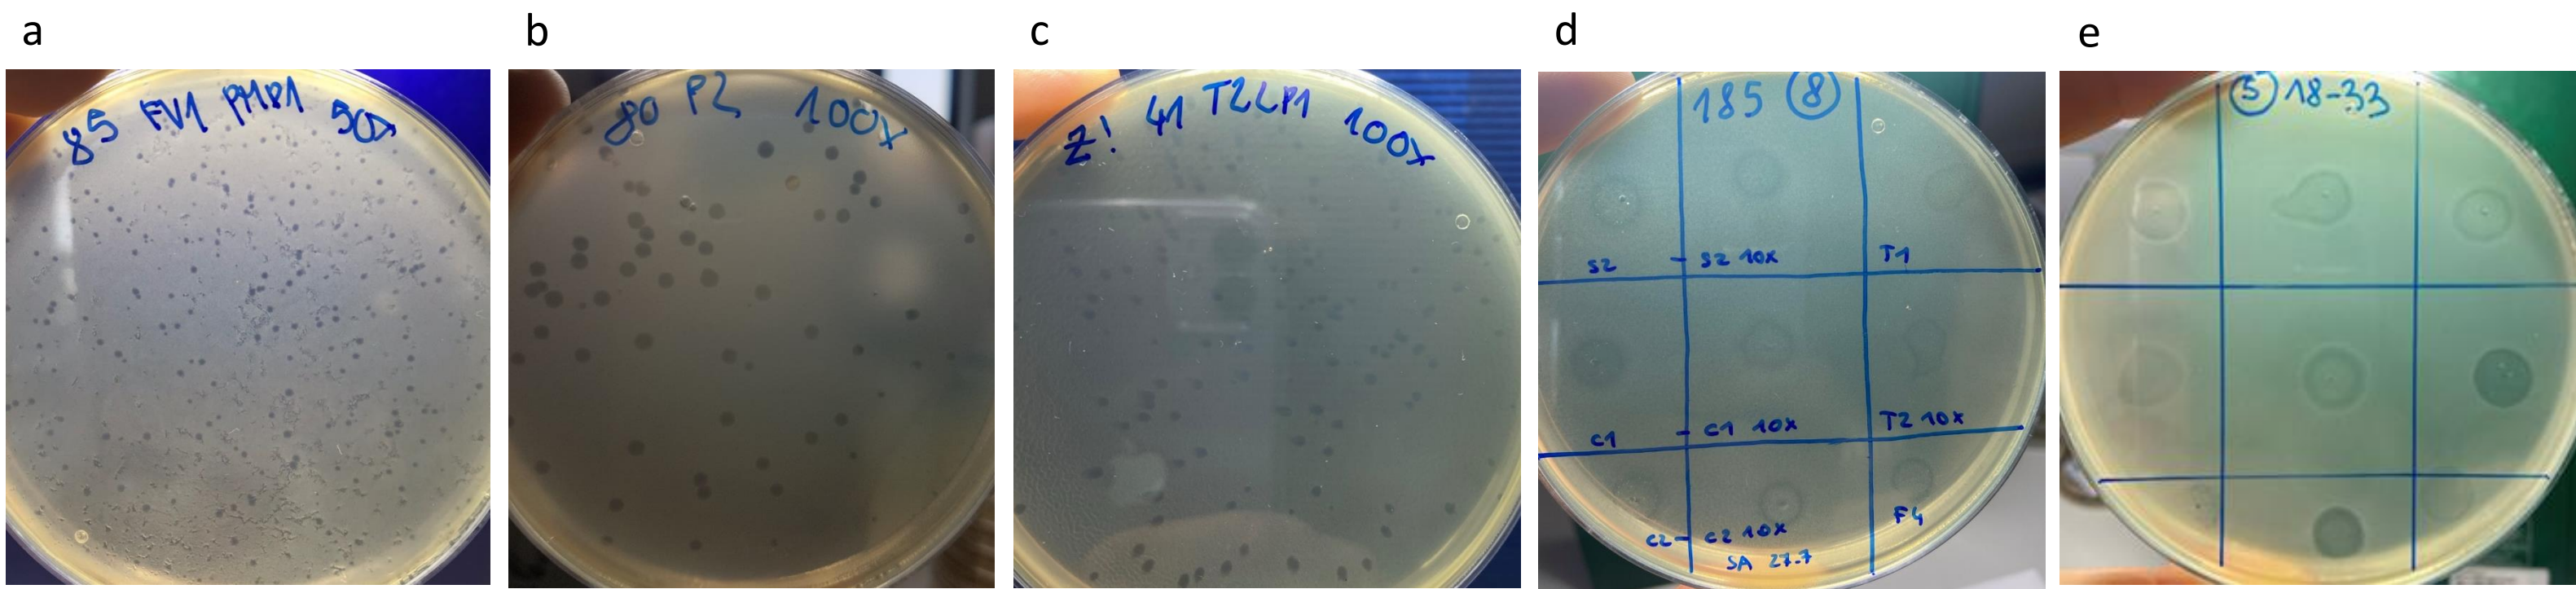 a
b
c
d
e
85 FV1 PM1P1 50x
80 P2 100x
Z! 41 T2LP1 100x
185 8
S2
S2 10x
T1
C1
C1 10x
T2 10x
C2
C2 10x
F4
SA 27.7
5 18-33